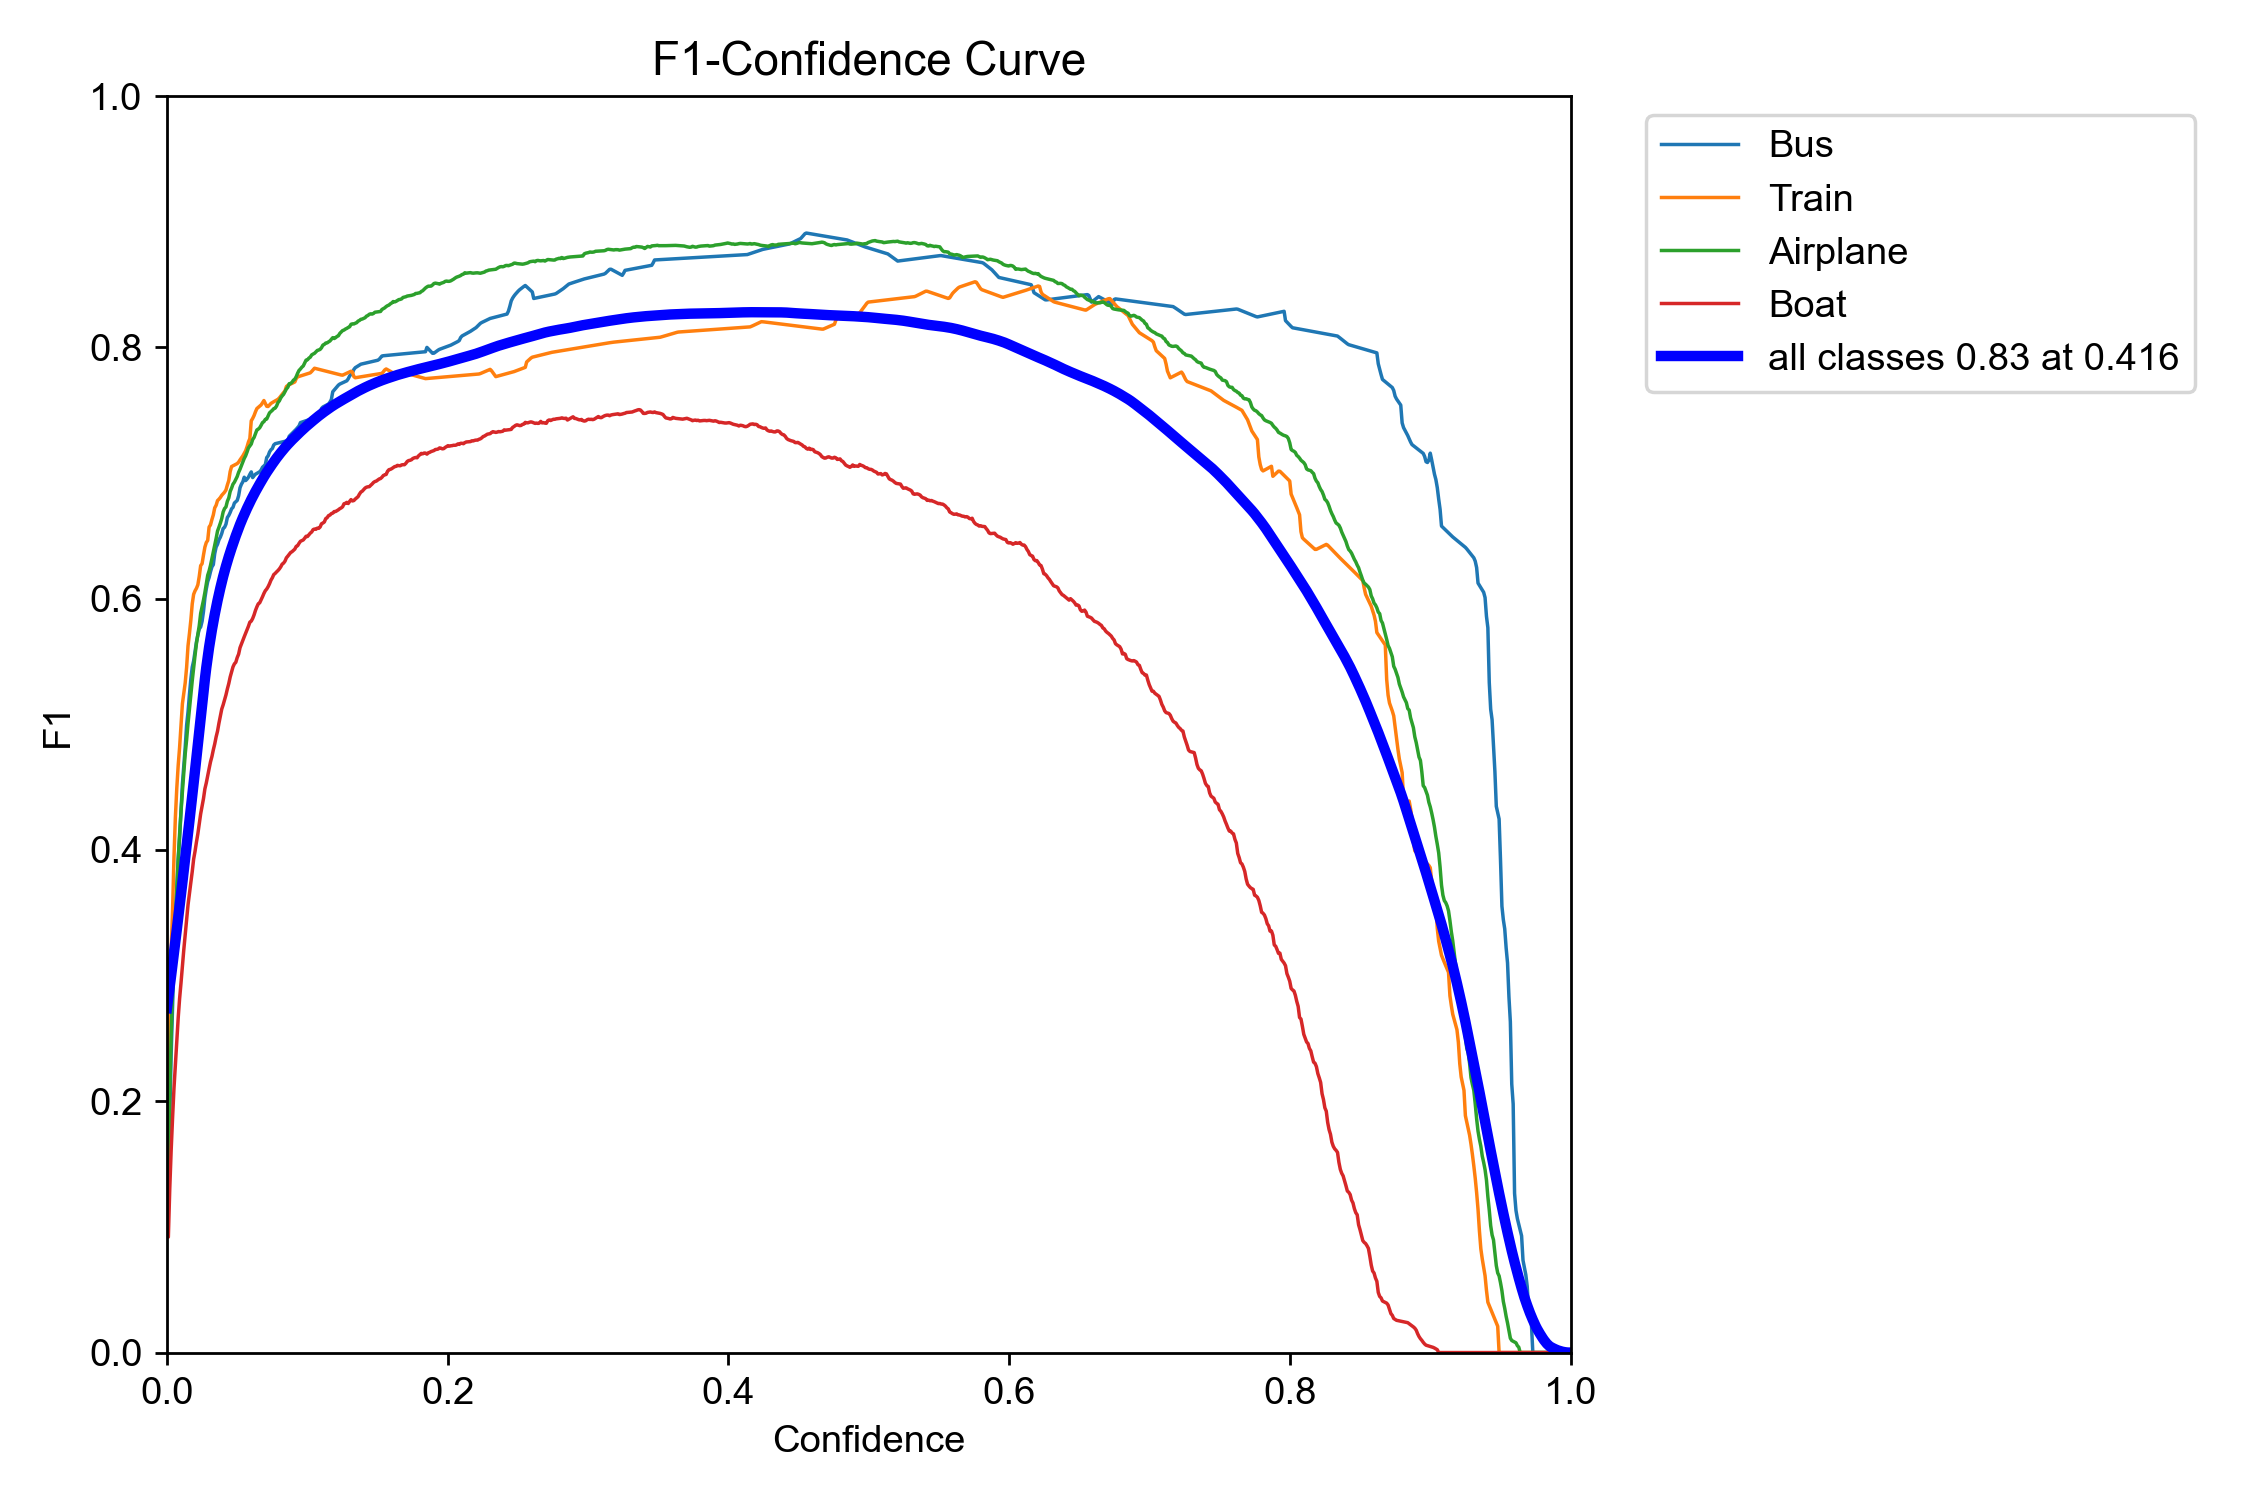 F1-Confidence Curve
1.0
0.8
0.6
0.4
0.2
0.0
F1
0.0 0.2 0.4 0.6 0.8 1.0
Confidence
Bus
Train
Airplane
Boat
all classes 0.83 at 0.416